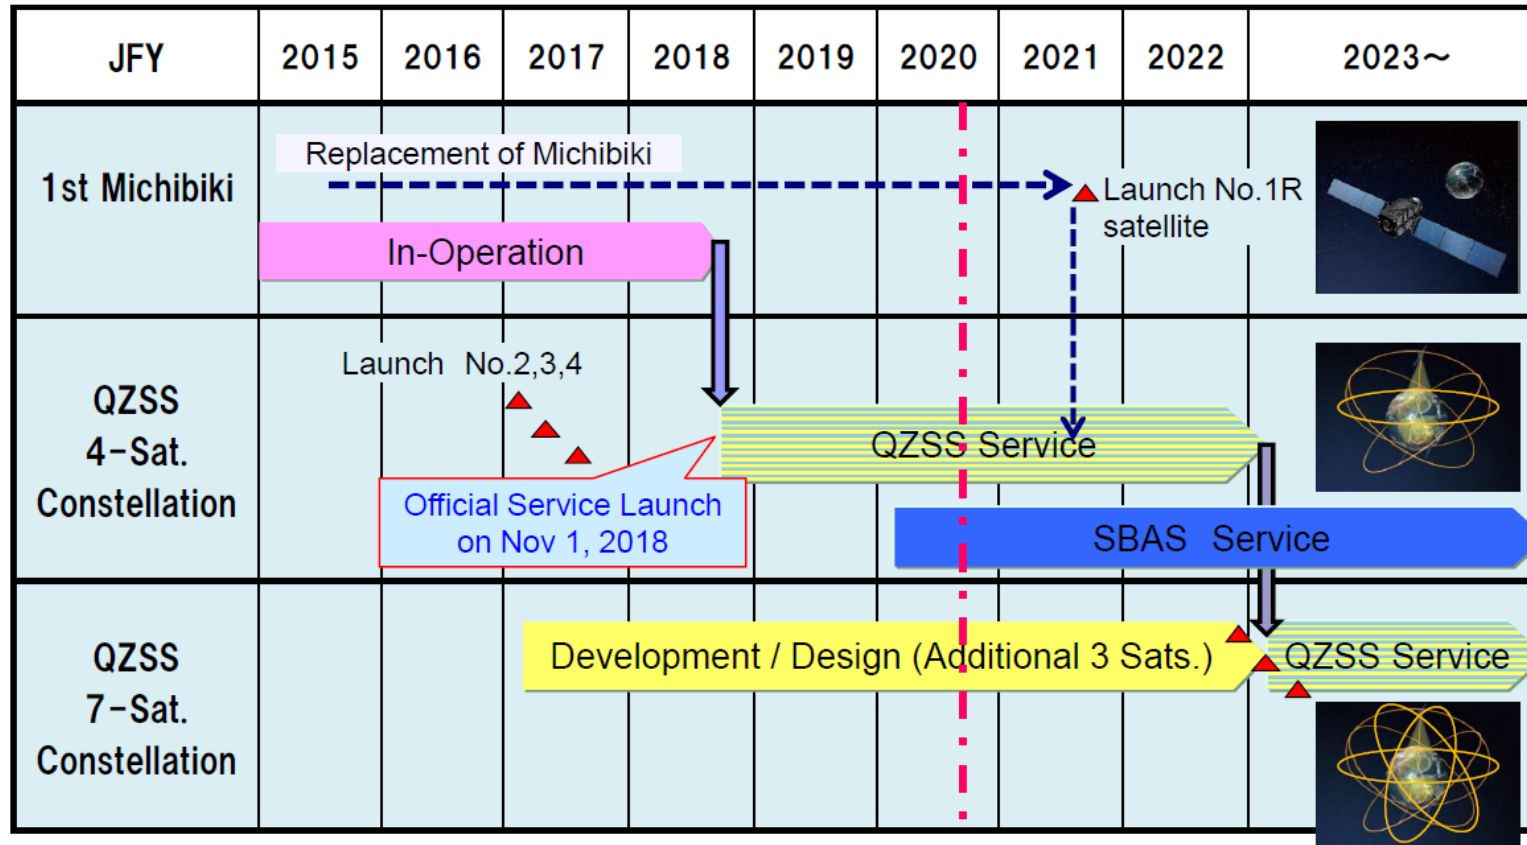 JFY 2015 2016 2017 2018 2019 2020 2021 2022 2023～
1st Michibiki
Replacement of Michibiki
Launch No.1R
satellite
In-Operation
QZSS
4-Sat.
Constellation
Launch No.2,3,4
QZSS Service
Official Service Launch
on Nov 1, 2018
SBAS Service
QZSS
7-Sat.
Constellation
Development / Design (Additional 3 Sats.)
QZSS Service